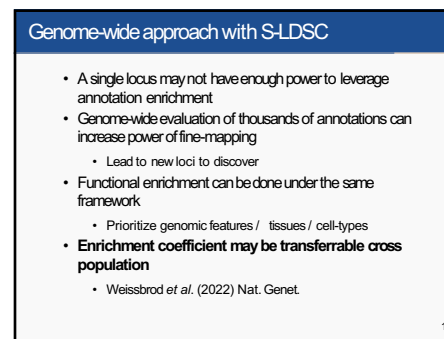 Genome-wide approach with S-LDSC
• A single locus may not have enough power to leverage
annotation enrichment
• Genome-wide evaluation of thousands of annotations can
increase power of fine-mapping
• Lead to new loci to discover
• Functional enrichment can be done under the same
framework
• Prioritize genomic features / tissues / cell-types
• Enrichment coefficient may be transferrable cross
population
• Weissbrod et al. (2022) Nat. Genet.